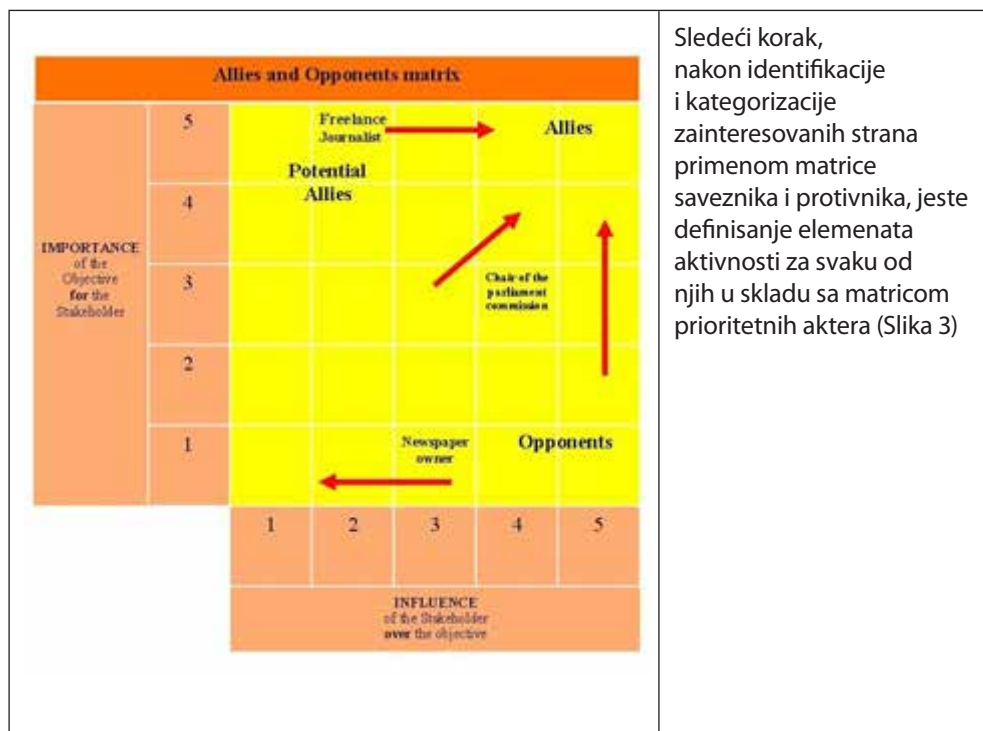 Allies and Opponents matrix
5
Freelance
Journalist
Allies
Potential
Allies
4
IMPORTANCE
of the
Objective
for the
Stakeholder
3
Chair of the
parliament
commission
2
1
Newspaper
owner
Opponents
1 2 3 4 5
INFLUENCE
of the Stakeholder
over the objective
Sledeći korak,
nakon identifikacije
i kategorizacije
zainteresovanih strana
primenom matrice
saveznika i protivnika, jeste
definisanje elemenata
aktivnosti za svaku od
njih u skladu sa matricom
prioritetnih aktera (Slika 3)